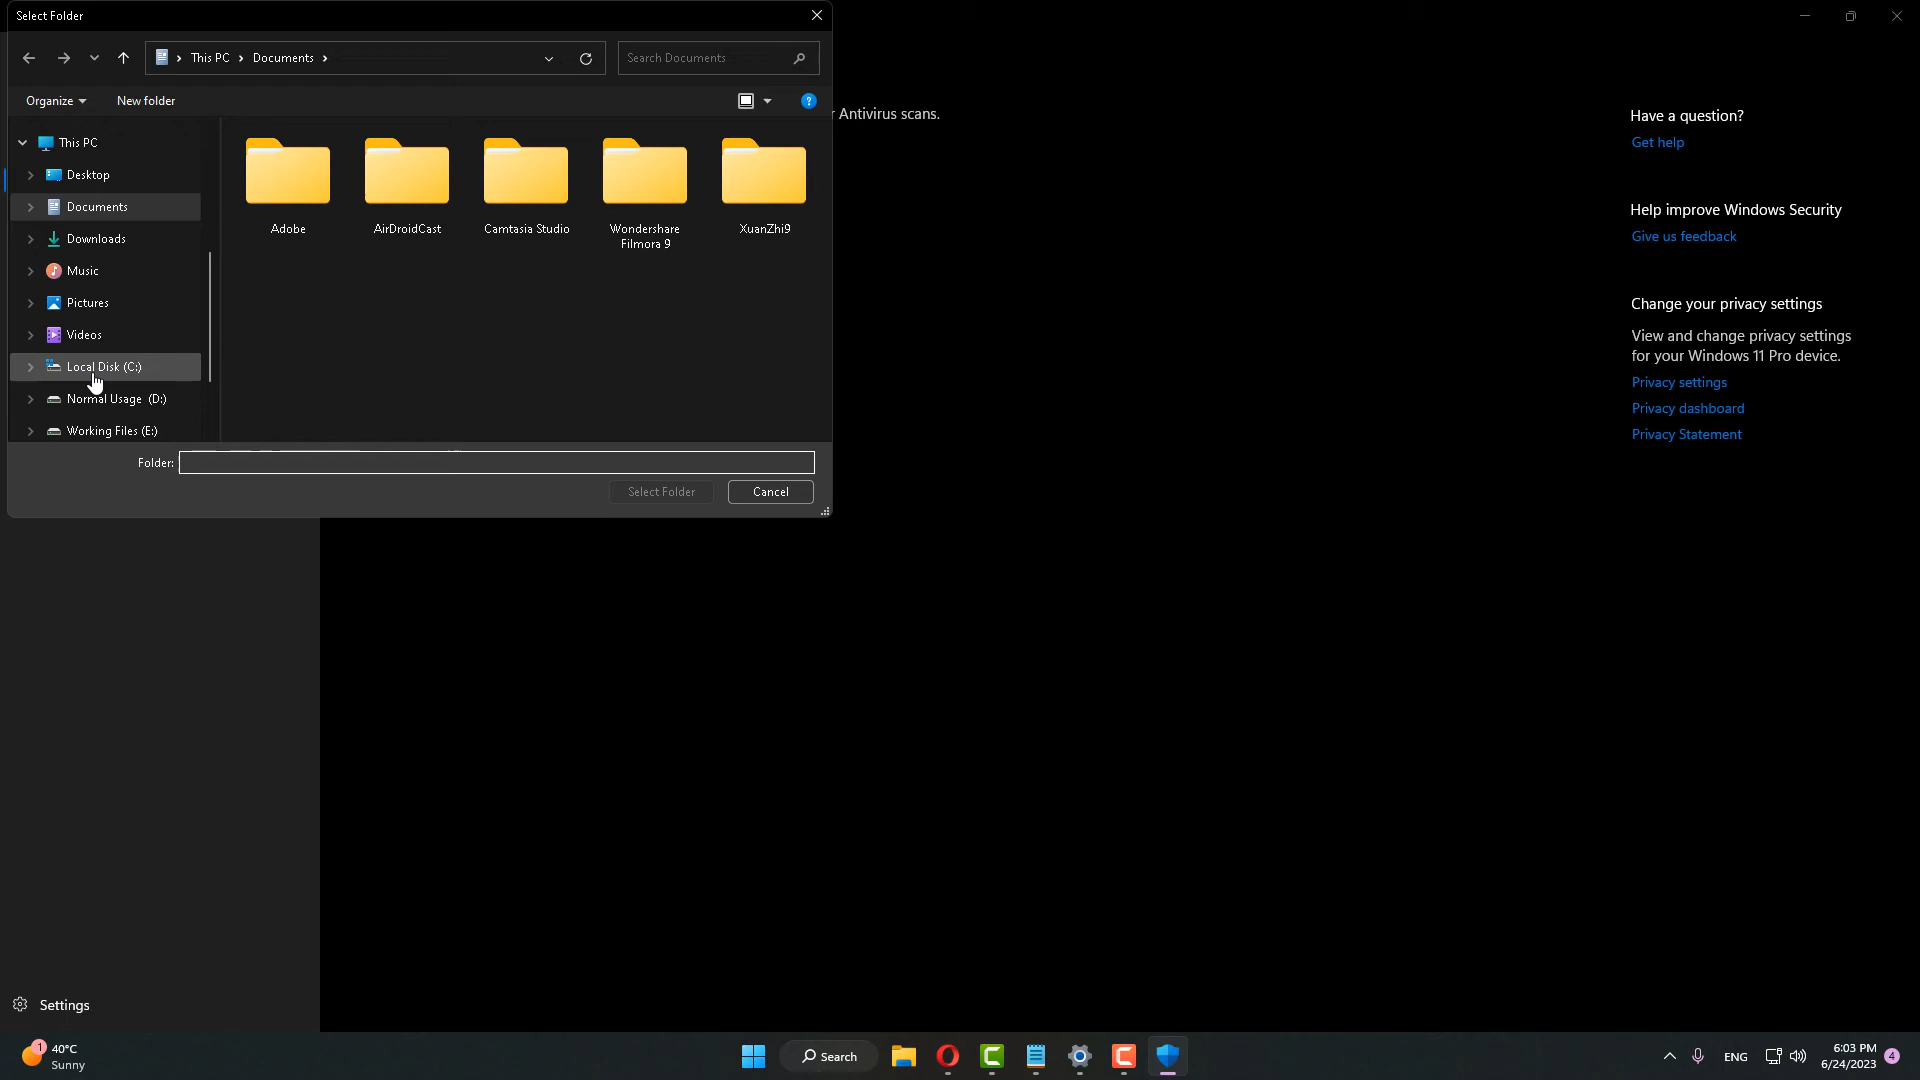 Select Folder
This PC
Documents
Search Documents
Organize
New folder
?
This PC
Desktop
Documents
Downloads
Music
Pictures
Videos
Local Disk (C:)
Normal Usage (D:)
Working Files (E:)
Adobe
AirDroidCast
Camtasia Studio
Wondershare
Filmora 9
XuanZhi9
Folder:
Select Folder
Cancel
Antivirus scans.
Have a question?
Get help
Help improve Windows Security
Give us feedback
Change your privacy settings
View and change privacy settings
for your Windows 11 Pro device.
Privacy settings
Privacy dashboard
Privacy Statement
Settings
1
40°C
Sunny
Search
ENG
6:03 PM
6/24/2023
4